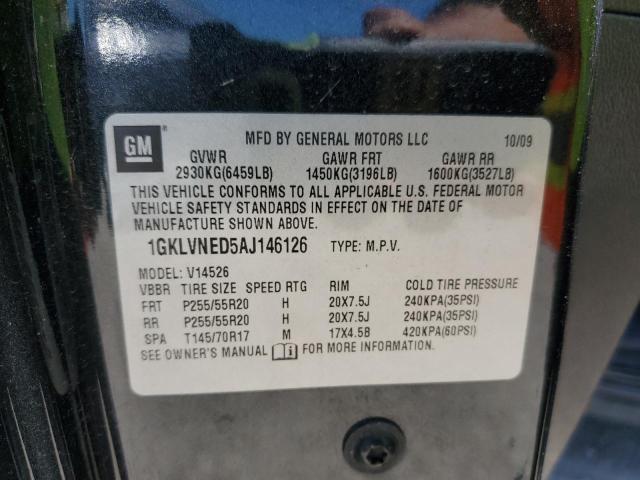 GM ®
MFD BY GENERAL MOTORS LLC 10/09
GVWR GAWR FRT GAWR RR
2930KG(6459LB) 1450KG(3196LB) 1600KG(3527LB)
THIS VEHICLE CONFORMS TO ALL APPLICABLE U.S. FEDERAL MOTOR
VEHICLE SAFETY STANDARDS IN EFFECT ON THE DATE OF
MANUFACTURE SHOWN ABOVE.
1GKLVNED5AJ146126 TYPE: M.P.V.
MODEL: V14526
VBBR TIRE SIZE SPEED RTG RIM COLD TIRE PRESSURE
FRT P255/55R20 H 20X7.5J 240KPA(35PSI)
RR P255/55R20 H 20X7.5J 240KPA(35PSI)
SPA T145/70R17 M 17X4.5B 420KPA(60PSI)
SEE OWNER'S MANUAL FOR MORE INFORMATION.